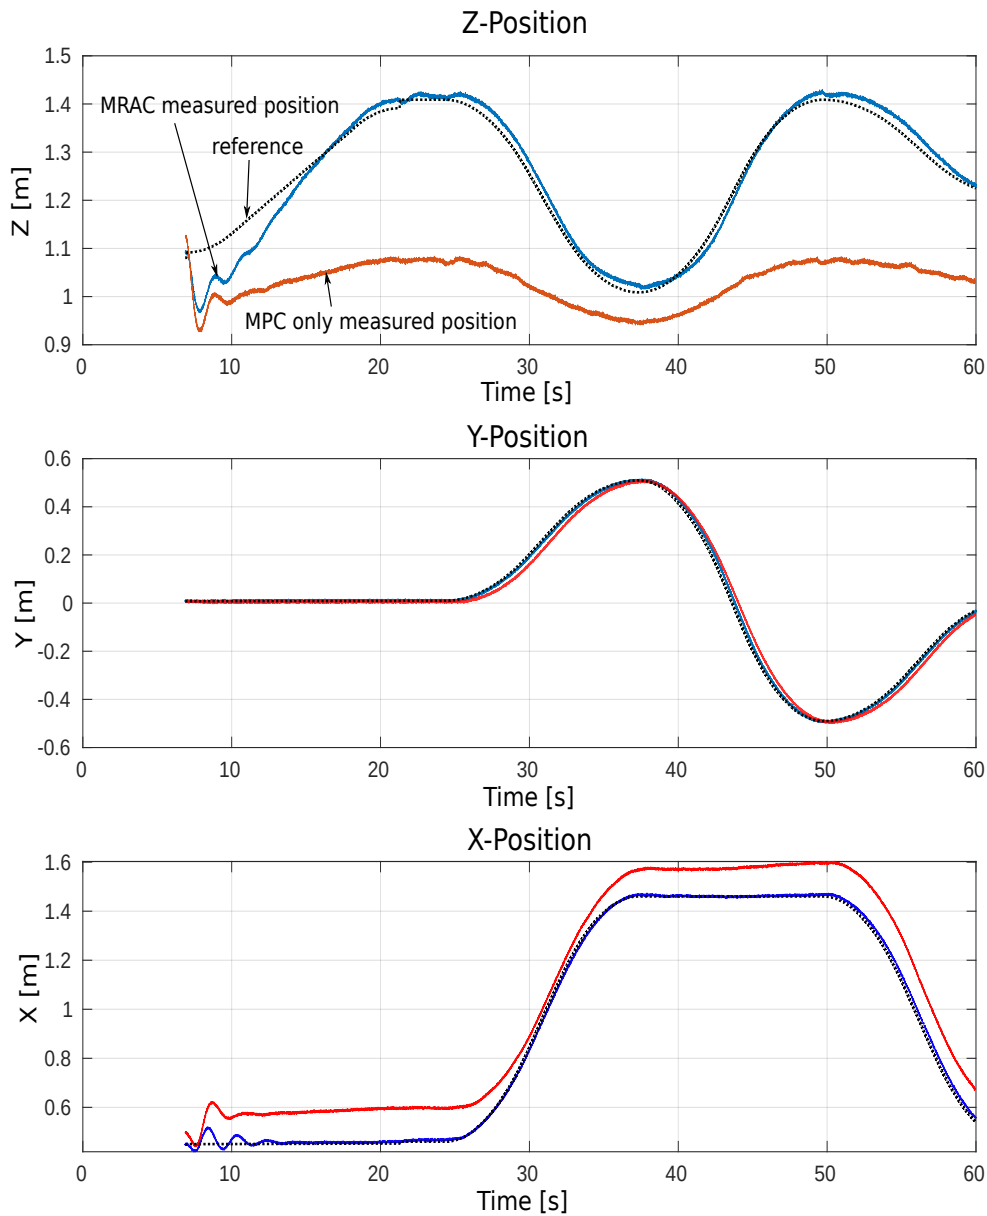 Z-Position
1.5
1.4
1.3
1.2
1.1
1
0.9
Z [m]
MRAC measured position
reference
MPC only measured position
0 10 20 30 40 50 60
Time [s]
Y-Position
0.6
0.4
0.2
0
-0.2
-0.4
-0.6
Y [m]
0 10 20 30 40 50 60
Time [s]
X-Position
1.6
1.4
1.2
1
0.8
0.6
X [m]
0 10 20 30 40 50 60
Time [s]